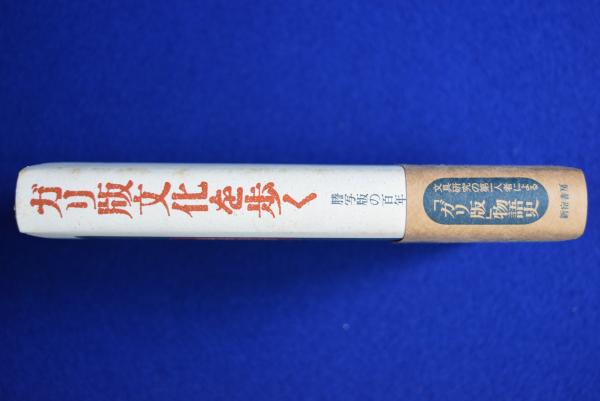 ガリ版文化を歩く
謄写版の百年
文具研究の第一人者による
「ガリ版」物語史
新宿書房